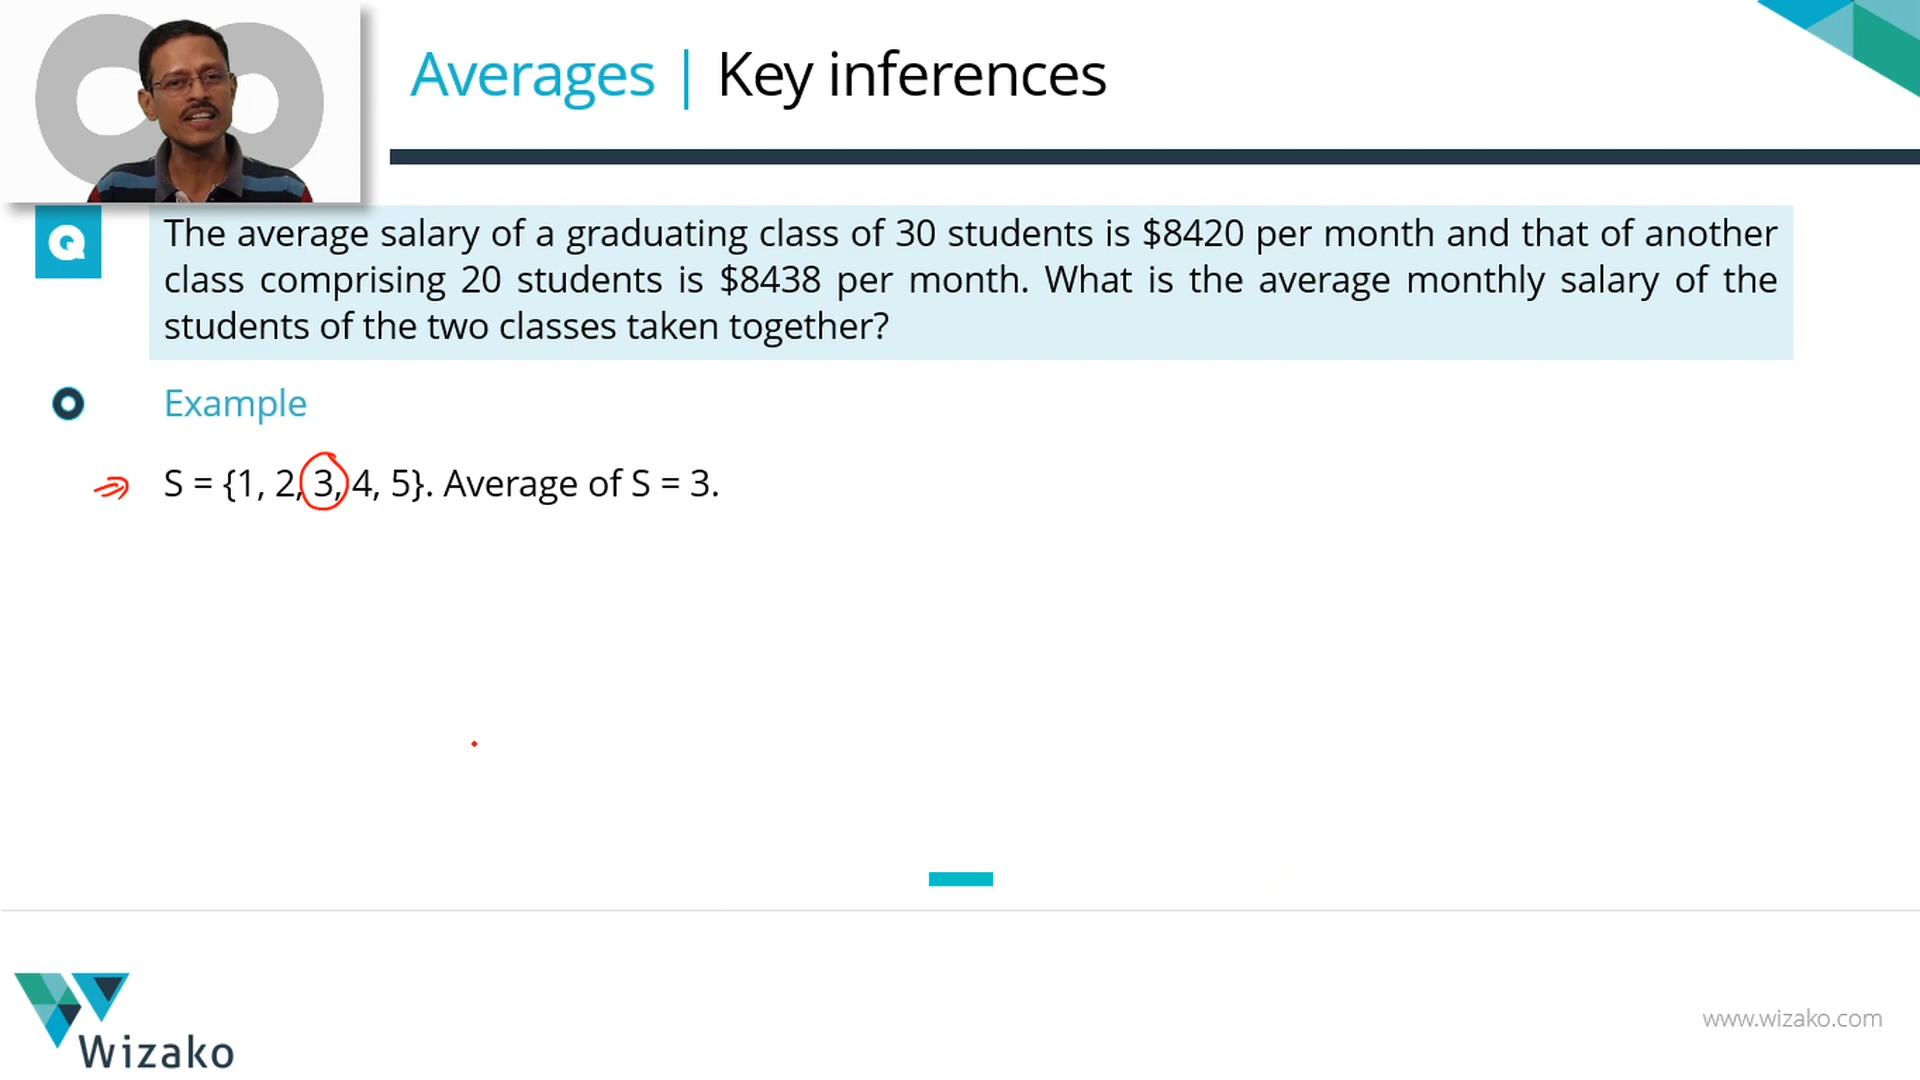 Averages | Key inferences
Q
The average salary of a graduating class of 30 students is $8420 per month and that of another
class comprising 20 students is $8438 per month. What is the average monthly salary of the
students of the two classes taken together?
Example
S = {1, 2, 3, 4, 5}. Average of S = 3.
Wizako
www.wizako.com